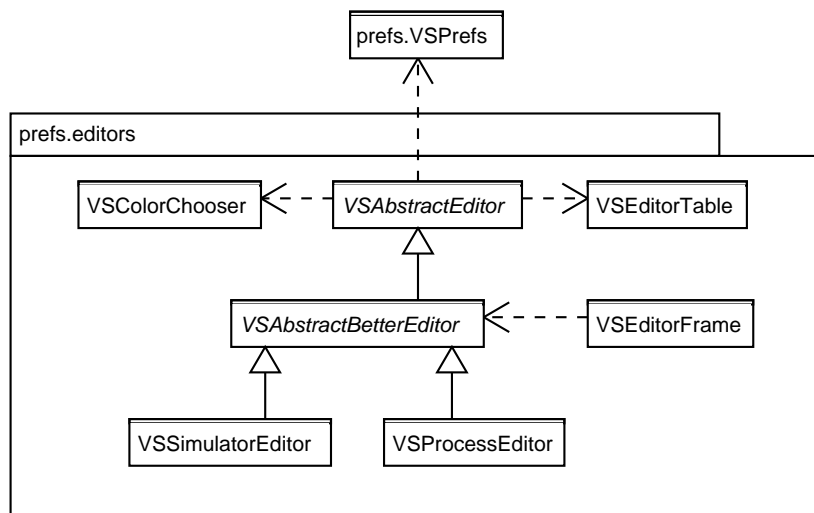 prefs.VSPrefs
prefs.editors
VSColorChooser
VSAbstractEditor
VSEditorTable
VSAbstractBetterEditor
VSEditorFrame
VSSimulatorEditor
VSProcessEditor